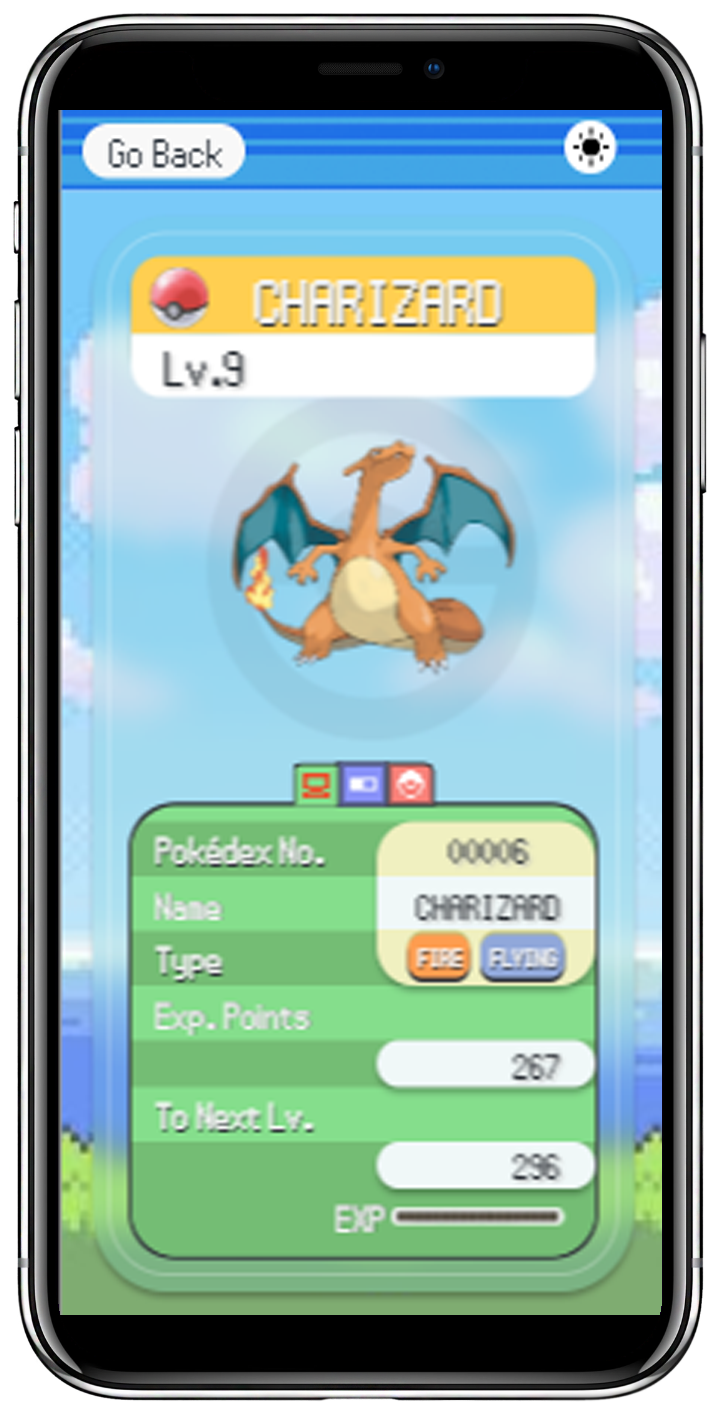 Go Back
CHARIZARD
Lv.9
Pokédex No. 00006
Name CHARIZARD
Type FIRE FLYING
Exp. Points
267
To Next Lv.
296
EXP